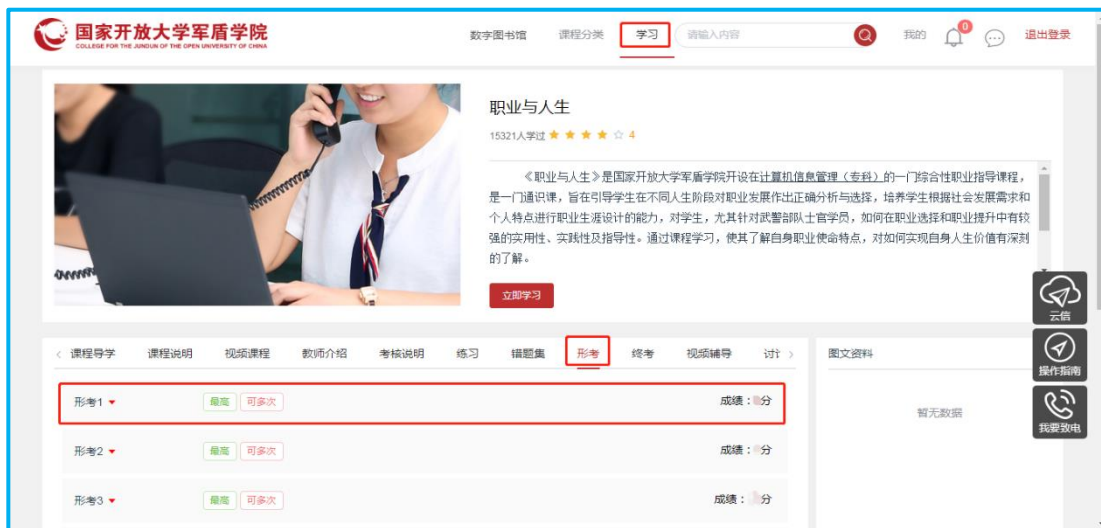 国家开放大学军盾学院
COLLEGE FOR THE JUNDUN OF THE OPEN UNIVERSITY OF CHINA
数字图书馆 课程分类 学习 请输入内容 我的 0 退出登录
职业与人生
15321人学过 4
《职业与人生》是国家开放大学军盾学院开设在计算机信息管理（专科）的一门综合性职业指导课程，
是一门通识课，旨在引导学生在不同人生阶段对职业发展作出正确分析与选择，培养学生根据社会发展需求和
个人特点进行职业生涯设计的能力，对学生，尤其针对武警部队士官学员，如何在职业选择和职业提升中有较
强的实用性、实践性及指导性。通过课程学习，使其了解自身职业使命特点，对如何实现自身人生价值有深刻
的了解。
立即学习
云信
操作指南
我要致电
课程导学 课程说明 视频课程 教师介绍 考核说明 练习 错题集 形考 终考 视频辅导
图文资料
暂无数据
形考1 最高 可多次 成绩： 分
形考2 最高 可多次 成绩： 分
形考3 最高 可多次 成绩： 分